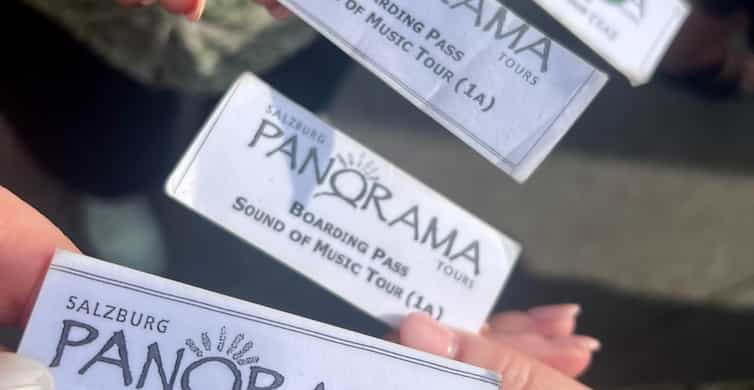 AMA
TOURS
BOARDING PASS
SOUND OF MUSIC TOUR (1A)
SALZBURG
PANORAMA
TOURS
BOARDING PASS
SOUND OF MUSIC TOUR (1A)
SALZBURG
PANORA